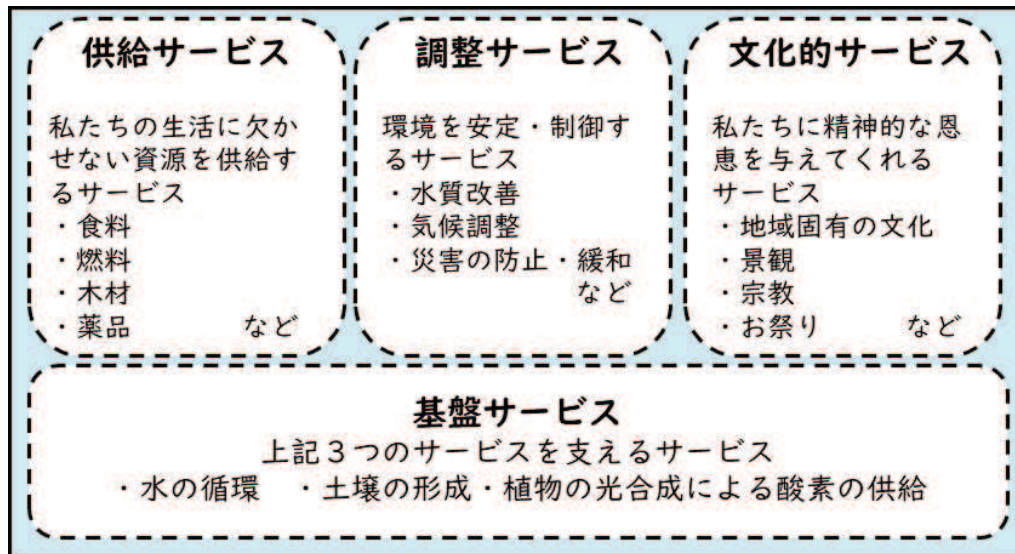 供給サービス
私たちの生活に欠か
せない資源を供給す
るサービス
・食料
・燃料
・木材
・薬品 など
調整サービス
環境を安定・制御す
るサービス
・水質改善
・気候調整
・災害の防止・緩和
など
文化的サービス
私たちに精神的な恩
恵を与えてくれる
サービス
・地域固有の文化
・景観
・宗教
・お祭り など
基盤サービス
上記３つのサービスを支えるサービス
・水の循環 ・土壌の形成・植物の光合成による酸素の供給